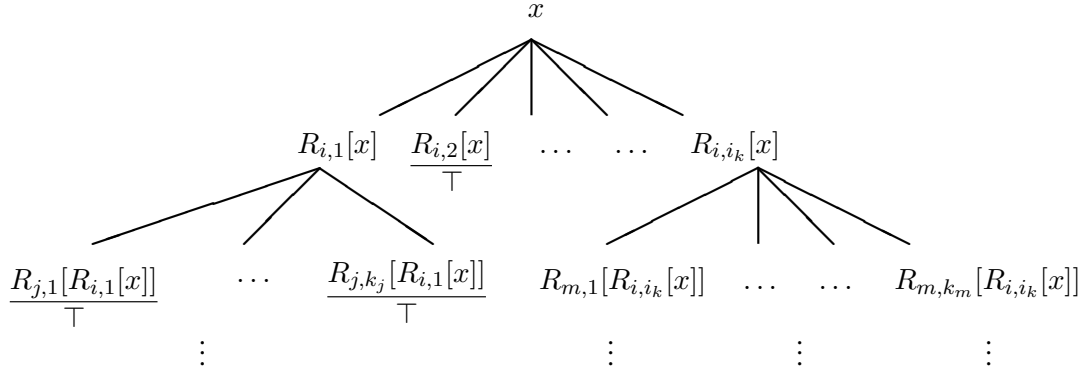 x
R_{i,1}[x] R_{i,2}[x] ⋯ ⋯ R_{i,i_k}[x]
⊤
R_{j,1}[R_{i,1}[x]] ⋯ R_{j,k_j}[R_{i,1}[x]] R_{m,1}[R_{i,i_k}[x]] ⋯ ⋯ R_{m,k_m}[R_{i,i_k}[x]]
⊤ ⊤
⋮ ⋮ ⋮ ⋮